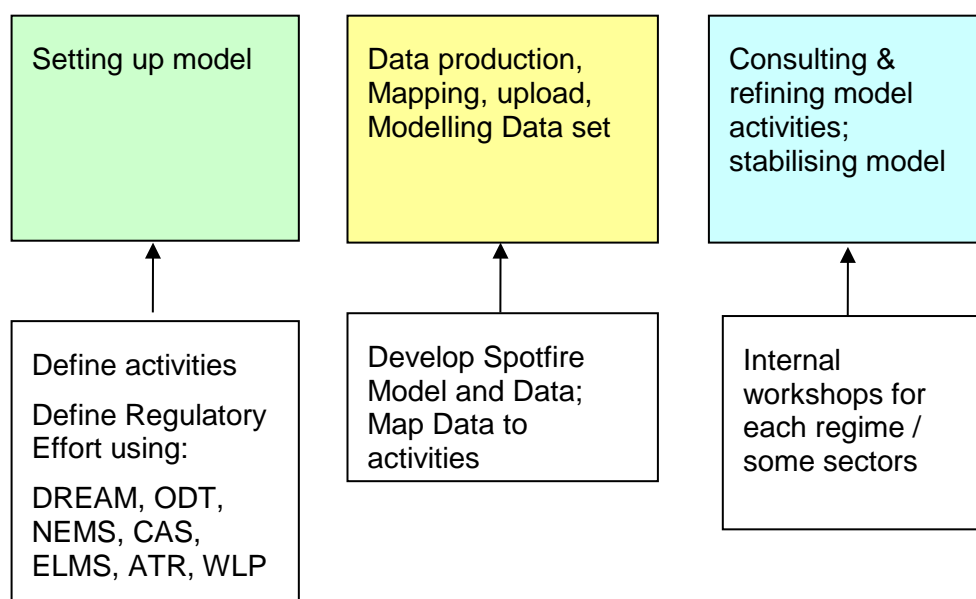 Setting up model
Data production,
Mapping, upload,
Modelling Data set
Consulting &
refining model
activities;
stabilising model
Define activities
Define Regulatory
Effort using:
DREAM, ODT,
NEMS, CAS,
ELMS, ATR, WLP
Develop Spotfire
Model and Data;
Map Data to
activities
Internal
workshops for
each regime /
some sectors